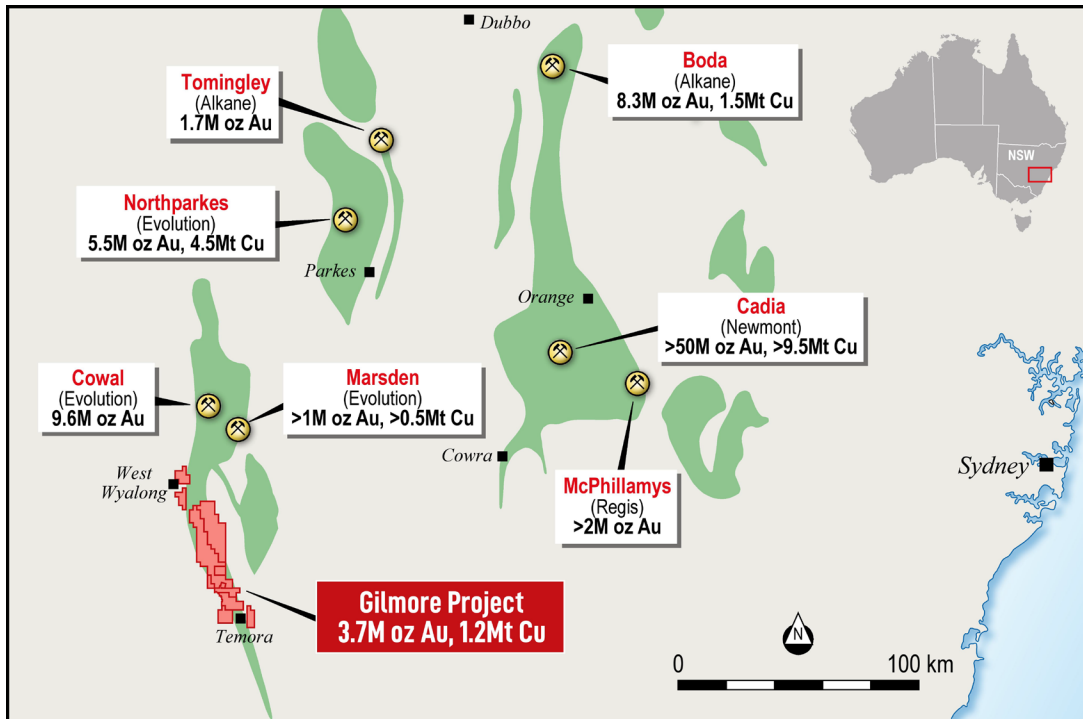 Dubbo
Tomingley
(Alkane)
1.7M oz Au
Boda
(Alkane)
8.3M oz Au, 1.5Mt Cu
NSW
Northparkes
(Evolution)
5.5M oz Au, 4.5Mt Cu
Parkes
Orange
Cadia
(Newmont)
>50M oz Au, >9.5Mt Cu
Cowal
(Evolution)
9.6M oz Au
Marsden
(Evolution)
>1M oz Au, >0.5Mt Cu
Cowra
West
Wyalong
McPhillamys
(Regis)
>2M oz Au
Sydney
Gilmore Project
3.7M oz Au, 1.2Mt Cu
Temora
N
0
100 km